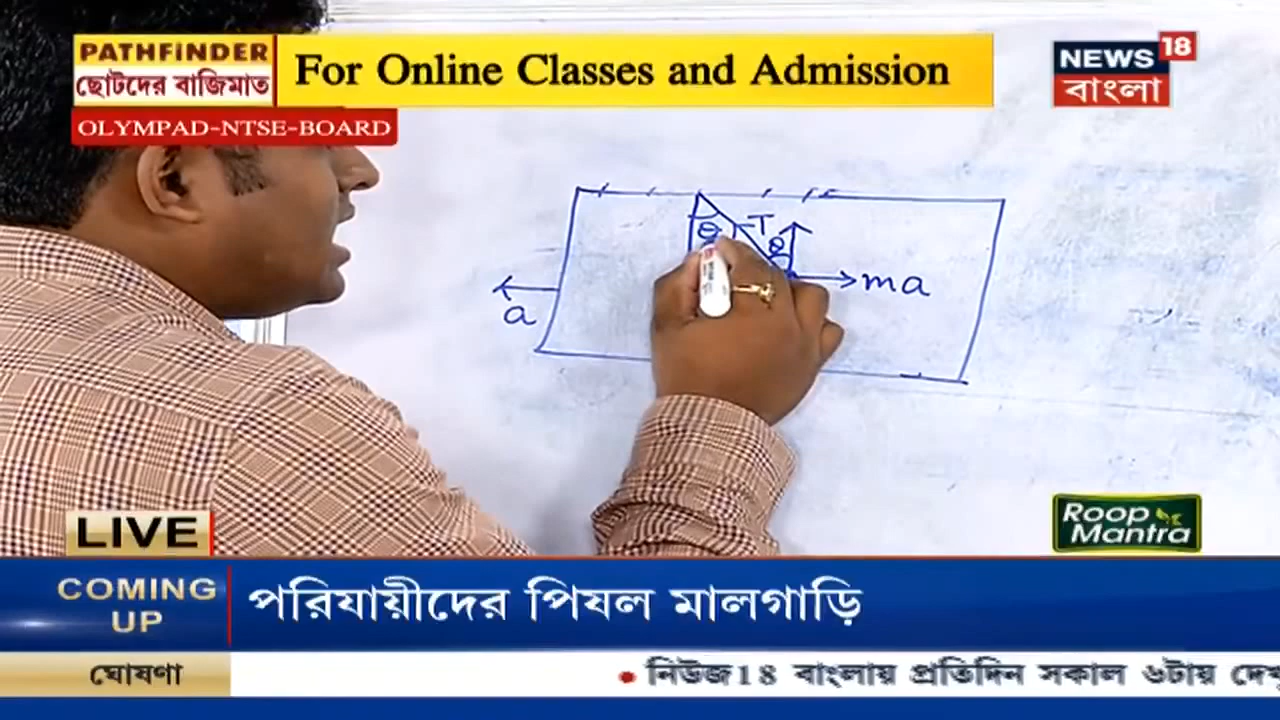 PATHFINDER
ছোটদের বাজিমাত
OLYMPAD-NTSE-BOARD
For Online Classes and Admission
NEWS 18
বাংলা
θ
T
θ
ma
a
Roop
Mantra
LIVE
COMING
UP
পরিযায়ীদের পিষল মালগাড়ি
ঘোষণা
• নিউজ18 বাংলায় প্রতিদিন সকাল ৬টায়